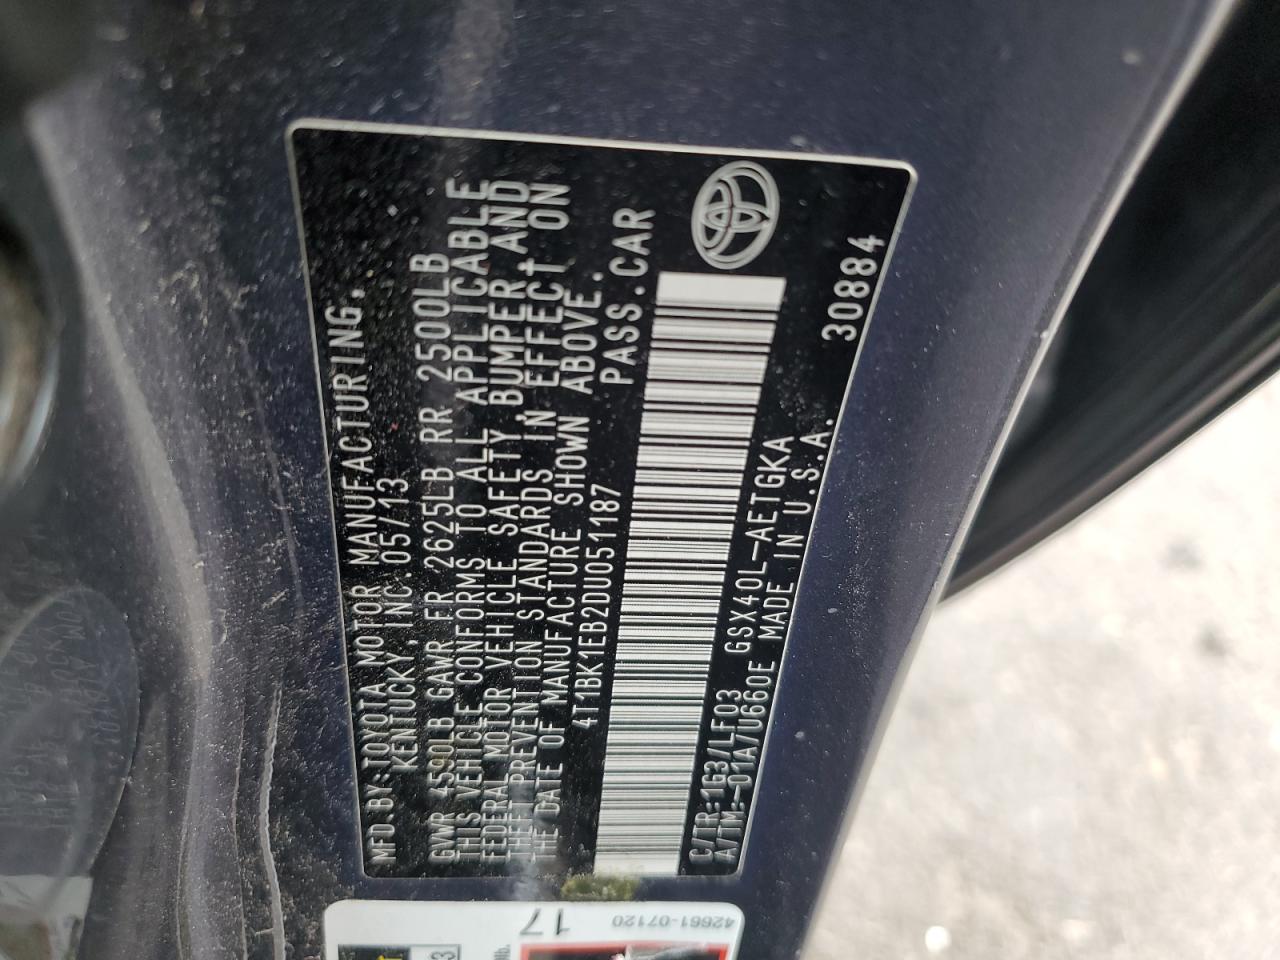 MFD.BY:TOYOTA MOTOR MANUFACTURING,
KENTUCKY, INC. 05/13
GVWR 4590LB GAWR FR 2625LB RR 2500LB
THIS VEHICLE CONFORMS TO ALL APPLICABLE
FEDERAL MOTOR VEHICLE SAFETY,BUMPER,AND
THEFT PREVENTION STANDARDS IN EFFECT ON
THE DATE OF MANUFACTURE SHOWN ABOVE.
4T1BK1EB2DU051187 PASS.CAR
C/TR:1G3/LF03 GSX40L-AETGKA
A/TM:-01A/U660E MADE IN U.S.A.
30884
42661-07120
17